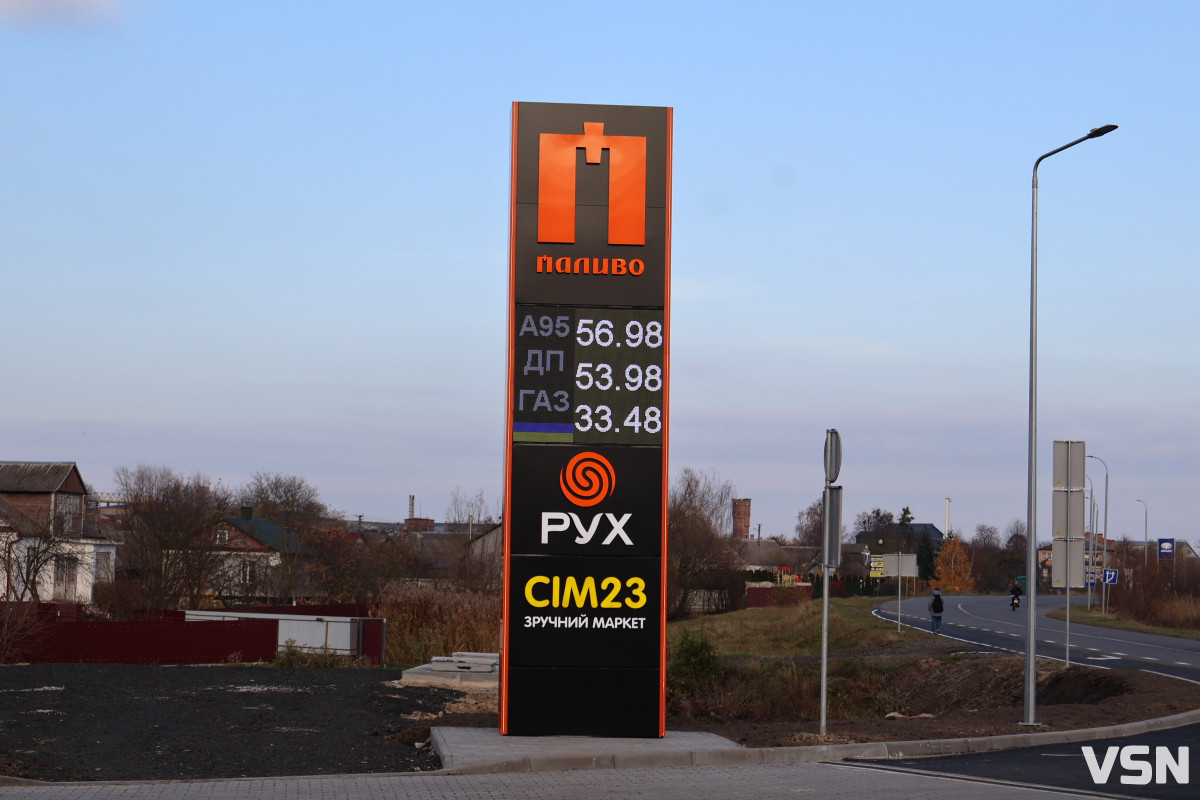 ПАЛИВО
А95 56.98
ДП 53.98
ГАЗ 33.48
РУХ
СІМ23
ЗРУЧНИЙ МАРКЕТ
VSN